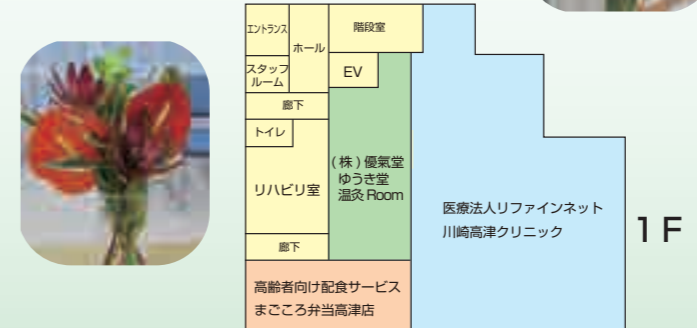 エントランス
ホール
階段室
スタッフ
ルーム
EV
廊下
トイレ
(株)優氣堂
ゆうき堂
温灸 Room
リハビリ室
医療法人リファインネット
川崎高津クリニック
1F
廊下
高齢者向け配食サービス
まごころ弁当高津店